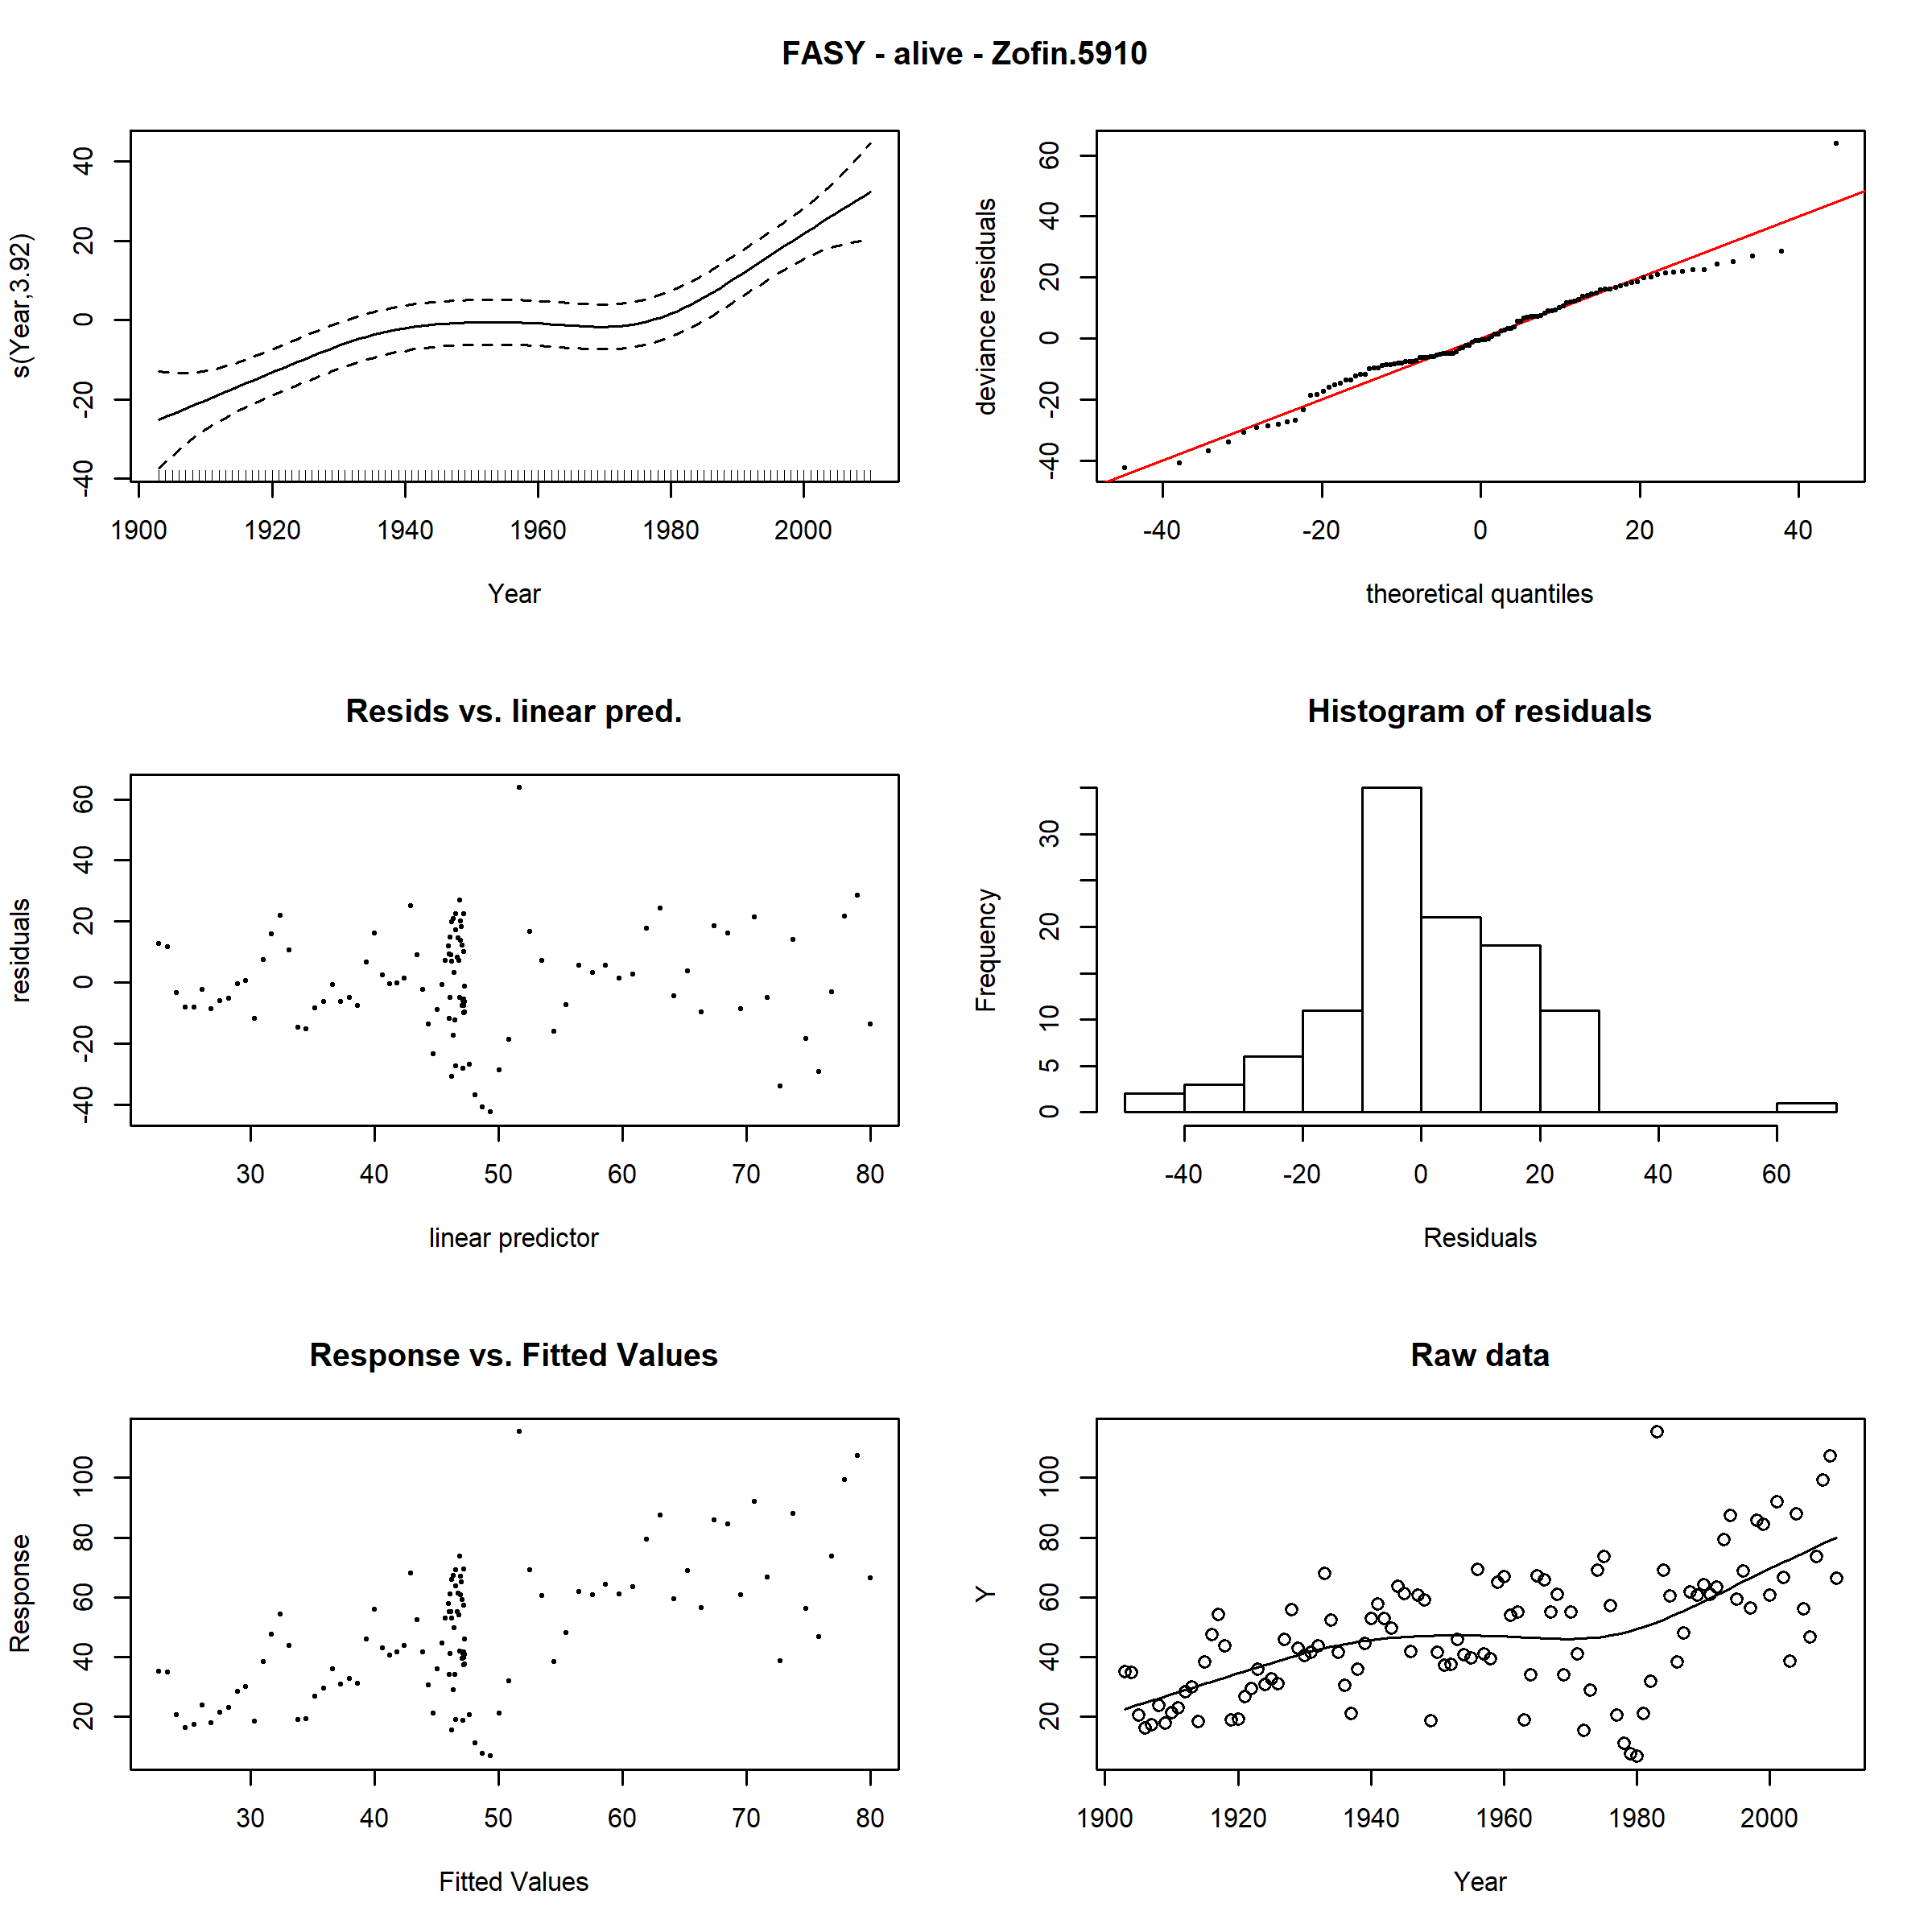 FASY - alive - Zofin.5910
s(Year,3.92)
40
20
0
-20
-40
1900 1920 1940 1960 1980 2000
Year
deviance residuals
60
40
20
0
-20
-40
-40 -20 0 20 40
theoretical quantiles
Resids vs. linear pred.
residuals
60
40
20
0
-20
-40
30 40 50 60 70 80
linear predictor
Histogram of residuals
Frequency
30
20
10
5
0
-40 -20 0 20 40 60
Residuals
Response vs. Fitted Values
Response
100
80
60
40
20
30 40 50 60 70 80
Fitted Values
Raw data
Y
100
80
60
40
20
1900 1920 1940 1960 1980 2000
Year